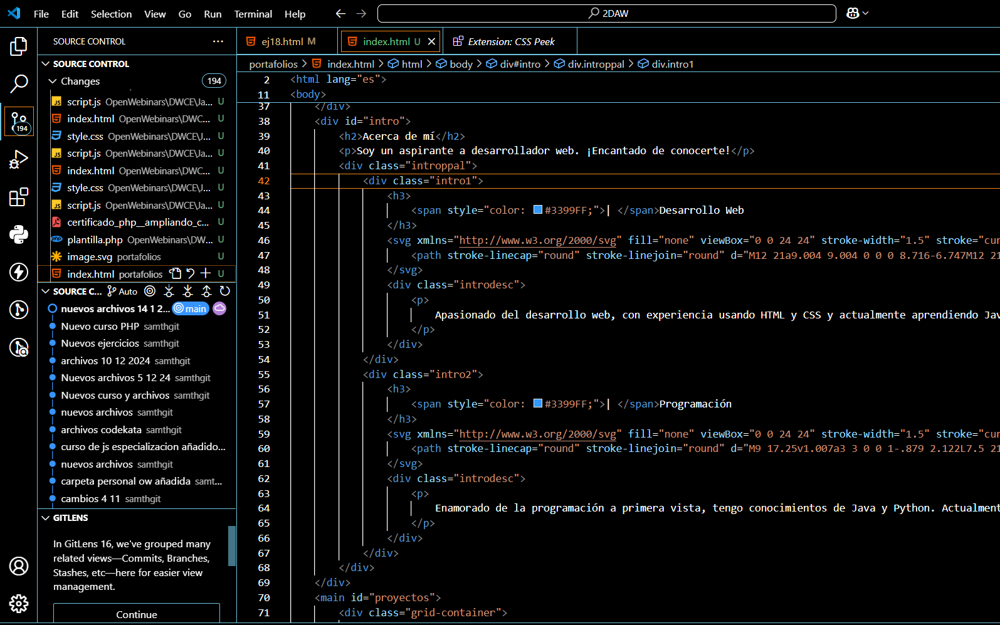 File Edit Selection View Go Run Terminal Help
2DAW
SOURCE CONTROL
ej18.html M
index.html U
Extension: CSS Peek
portafolios > index.html > html > body > div#intro > div.introppal > div.intro1
SOURCE CONTROL
Changes 194
script.js OpenWebinars\DWCE\Ja... U
index.html OpenWebinars\DWC... U
style.css OpenWebinars\DWCE\J... U
script.js OpenWebinars\DWCE\Ja... U
index.html OpenWebinars\DWC... U
style.css OpenWebinars\DWCE\J... U
script.js OpenWebinars\DWCE\Ja... U
certificado_php__ampliando_c... U
plantilla.php OpenWebinars\DW... U
image.svg portafolios U
index.html portafolios U
194
SOURCE C... Auto
nuevos archivos 14 1 2... main
Nuevo curso PHP samthgit
Nuevos ejercicios samthgit
archivos 10 12 2024 samthgit
Nuevos archivos 5 12 24 samthgit
Nuevos curso y archivos samthgit
nuevos archivos samthgit
archivos codekata samthgit
curso de js especializacion añadido...
nuevos archivos samthgit
carpeta personal ow añadida samt...
cambios 4 11 samthgit
GITLENS
In GitLens 16, we've grouped many
related views—Commits, Branches,
Stashes, etc—here for easier view
management.
Continue
2 <html lang="es">
11 <body>
37 </div>
38 <div id="intro">
39 <h2>Acerca de mí</h2>
40 <p>Soy un aspirante a desarrollador web. ¡Encantado de conocerte!</p>
41 <div class="introppal">
42 <div class="intro1">
43 <h3>
44 <span style="color: #3399FF;">| </span>Desarrollo Web
45 </h3>
46 <svg xmlns="http://www.w3.org/2000/svg" fill="none" viewBox="0 0 24 24" stroke-width="1.5" stroke="cur
47 <path stroke-linecap="round" stroke-linejoin="round" d="M12 21a9.004 9.004 0 0 0 8.716-6.747M12 21
48 </svg>
49 <div class="introdesc">
50 <p>
51 Apasionado del desarrollo web, con experiencia usando HTML y CSS y actualmente aprendiendo Jav
52 </p>
53 </div>
54 </div>
55 <div class="intro2">
56 <h3>
57 <span style="color: #3399FF;">| </span>Programación
58 </h3>
59 <svg xmlns="http://www.w3.org/2000/svg" fill="none" viewBox="0 0 24 24" stroke-width="1.5" stroke="cur
60 <path stroke-linecap="round" stroke-linejoin="round" d="M9 17.25v1.007a3 3 0 0 1-.879 2.122L7.5 21
61 </svg>
62 <div class="introdesc">
63 <p>
64 Enamorado de la programación a primera vista, tengo conocimientos de Java y Python. Actualment
65 </p>
66 </div>
67 </div>
68 </div>
69 </div>
70 <main id="proyectos">
71 <div class="grid-container">